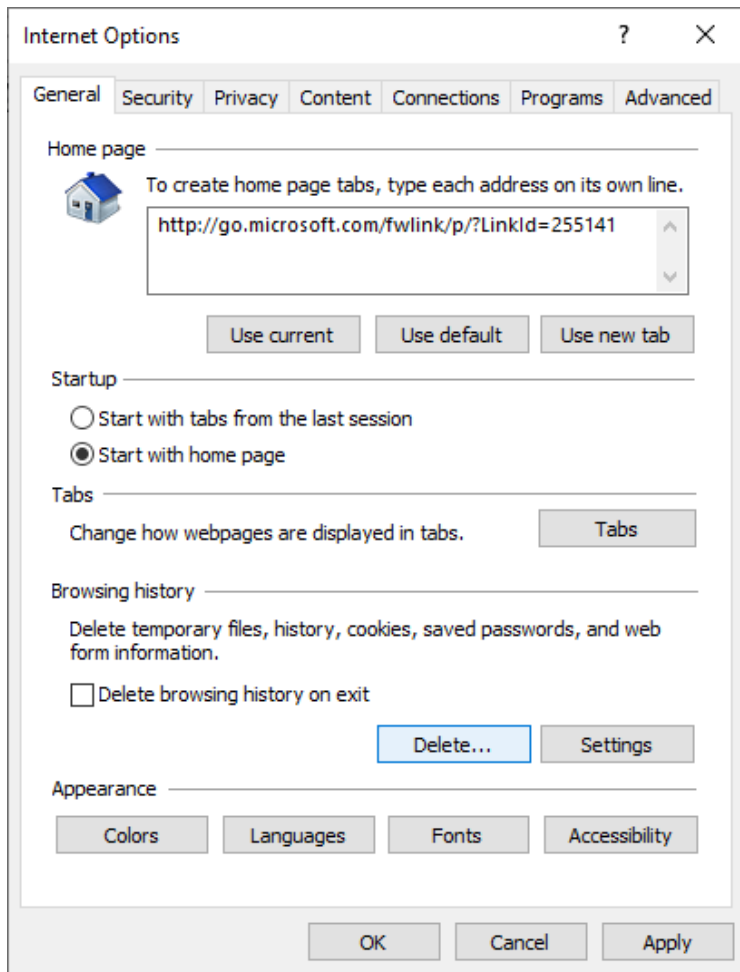 Internet Options ?
General Security Privacy Content Connections Programs Advanced
Home page
To create home page tabs, type each address on its own line.
http://go.microsoft.com/fwlink/p/?LinkId=255141
Use current Use default Use new tab
Startup
Start with tabs from the last session
Start with home page
Tabs
Change how webpages are displayed in tabs. Tabs
Browsing history
Delete temporary files, history, cookies, saved passwords, and web
form information.
Delete browsing history on exit
Delete... Settings
Appearance
Colors Languages Fonts Accessibility
OK Cancel Apply